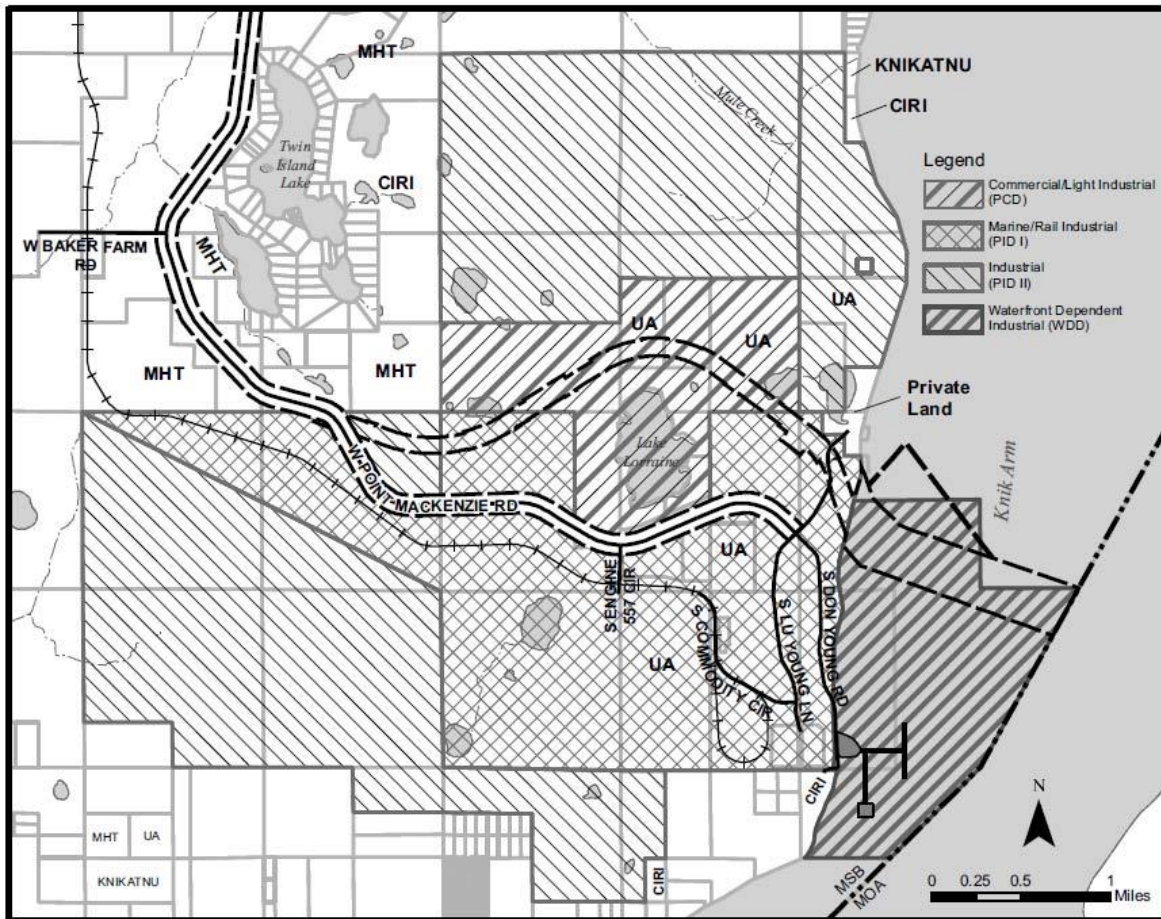 MHT
KNIKATNU
CIRI
Mule Creek
Twin
Island
Lake
CIRI
Legend
Commercial/Light Industrial
(PCD)
Marine/Rail Industrial
(PID I)
Industrial
(PID II)
Waterfront Dependent
Industrial (WDD)
W BAKER FARM
RD
MHT
UA
UA
UA
MHT
MHT
Private
Land
Lake
Lorraine
Knik Arm
W POINT MACKENZIE RD
UA
S ENGINE
557 CIR
S COMMODITY CIR
S LU YOUNG LN
S DON YOUNG RD
UA
CIRI
MHT
UA
KNIKATNU
CIRI
MSB
MOA
N
0 0.25 0.5 1
Miles